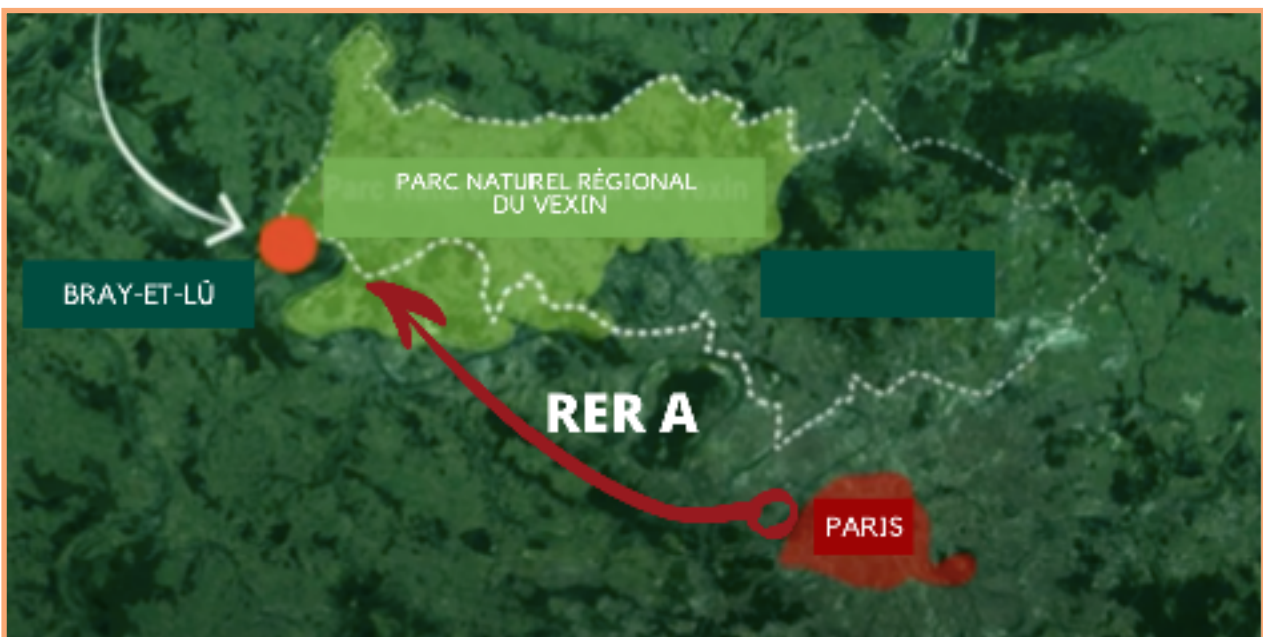 PARC NATUREL RÉGIONAL
DU VEXIN
BRAY-ET-LÛ
RER A
PARIS